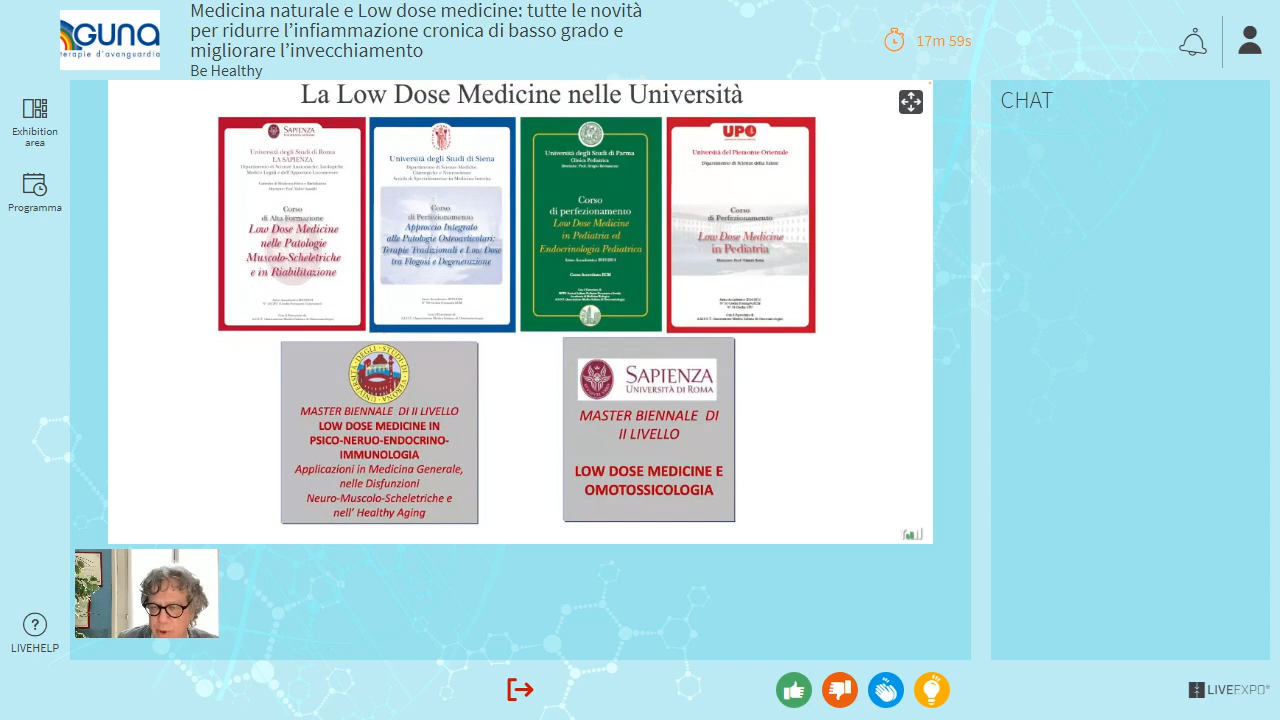 GUNA
terapie d'avanguardia
Medicina naturale e Low dose medicine: tutte le novità
per ridurre l'infiammazione cronica di basso grado e
migliorare l'invecchiamento
Be Healthy
17m 59s
Exhibition
area
Programma
LIVEHELP
CHAT
La Low Dose Medicine nelle Università
SAPIENZA
Università degli Studi di Roma
LA SAPIENZA
Corso
di Alta Formazione
Low Dose Medicine
nelle Patologie
Muscolo-Scheletriche
e in Riabilitazione
Università degli Studi di Siena
Corso
di Perfezionamento
Approccio Integrato
alle Patologie Osteoarticolari:
Terapie Tradizionali e Low Dose
tra Flogosi e Degenerazione
Università degli Studi di Parma
Clinica Pediatrica
Corso
di perfezionamento
Low Dose Medicine
in Pediatria ed
Endocrinologia Pediatrica
UPO
Università del Piemonte Orientale
Dipartimento di Scienze della Salute
Corso
di Perfezionamento
Low Dose Medicine
in Pediatria
MASTER BIENNALE DI II LIVELLO
LOW DOSE MEDICINE IN
PSICO-NERUO-ENDOCRINO-
IMMUNOLOGIA
Applicazioni in Medicina Generale,
nelle Disfunzioni
Neuro-Muscolo-Scheletriche e
nell' Healthy Aging
SAPIENZA
UNIVERSITÀ DI ROMA
MASTER BIENNALE DI
II LIVELLO
LOW DOSE MEDICINE E
OMOTOSSICOLOGIA
LIVEEXPO